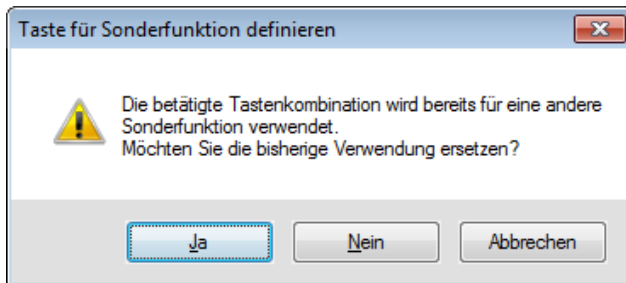 Taste für Sonderfunktion definieren
Die betätigte Tastenkombination wird bereits für eine andere
Sonderfunktion verwendet.
Möchten Sie die bisherige Verwendung ersetzen?
Ja
Nein
Abbrechen